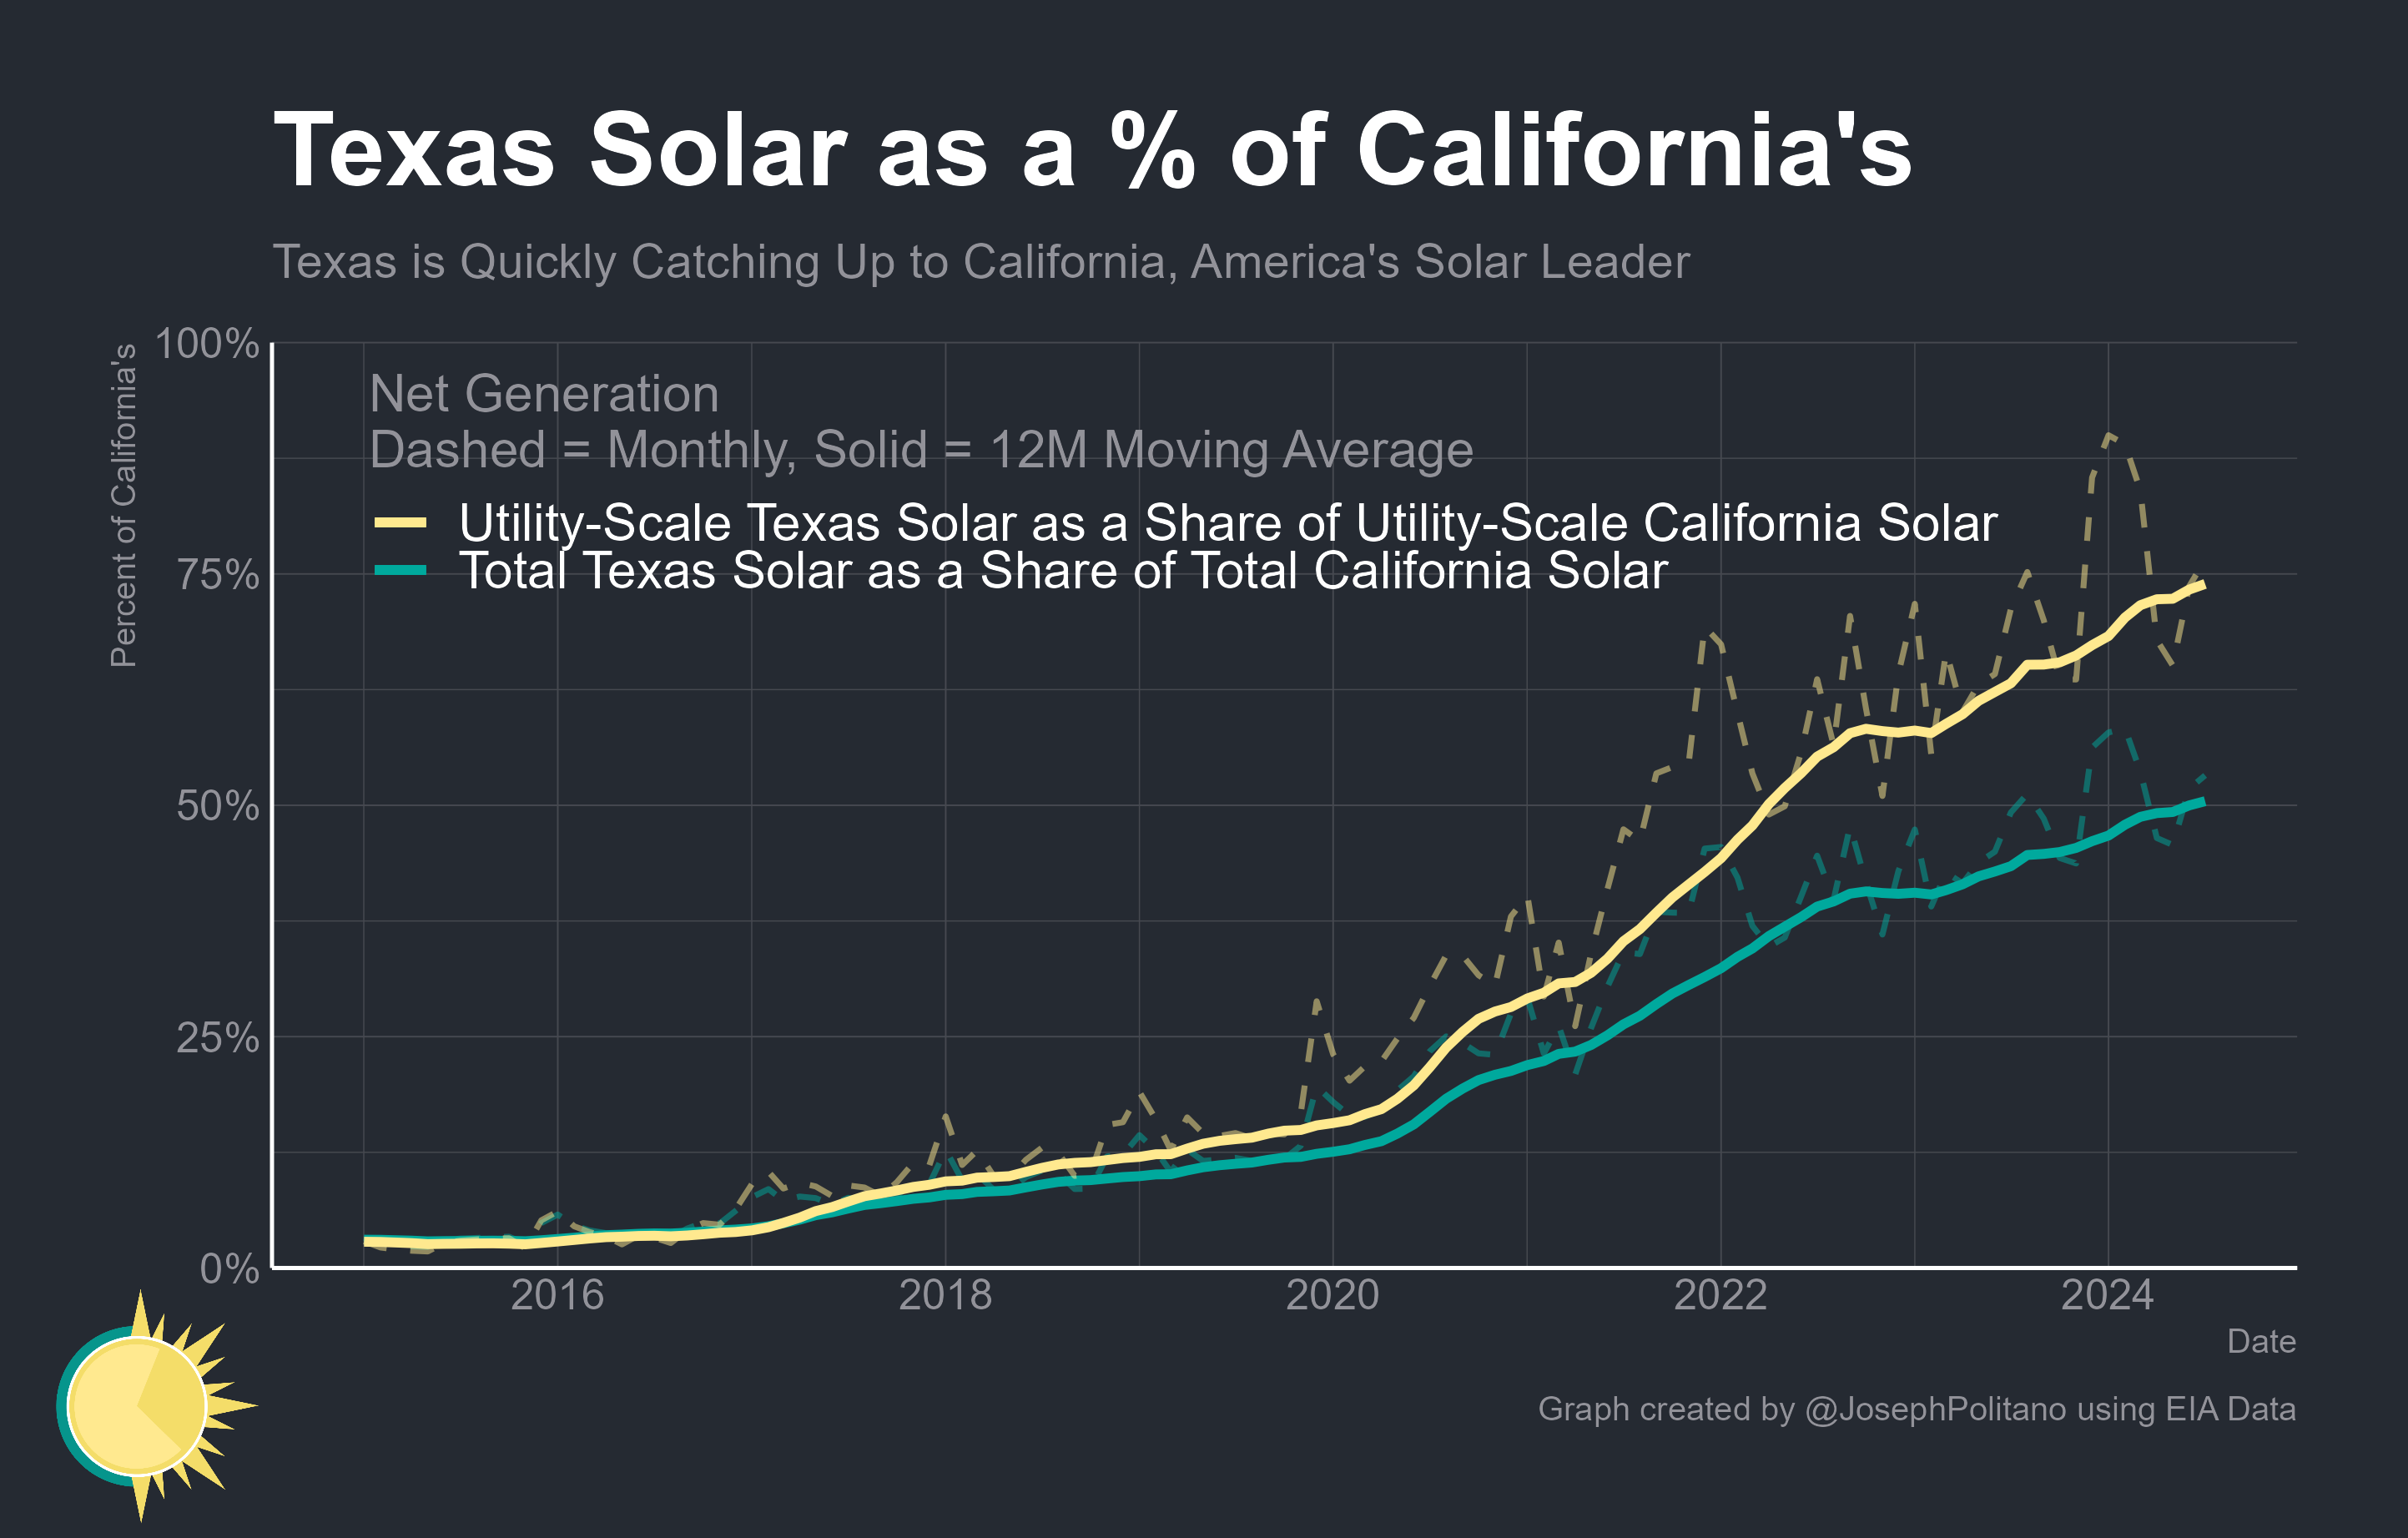 Texas Solar as a % of California's
Texas is Quickly Catching Up to California, America's Solar Leader
Percent of California's
100%
75%
50%
25%
0%
Net Generation
Dashed = Monthly, Solid = 12M Moving Average
Utility-Scale Texas Solar as a Share of Utility-Scale California Solar
Total Texas Solar as a Share of Total California Solar
2016
2018
2020
2022
2024
Date
Graph created by @JosephPolitano using EIA Data